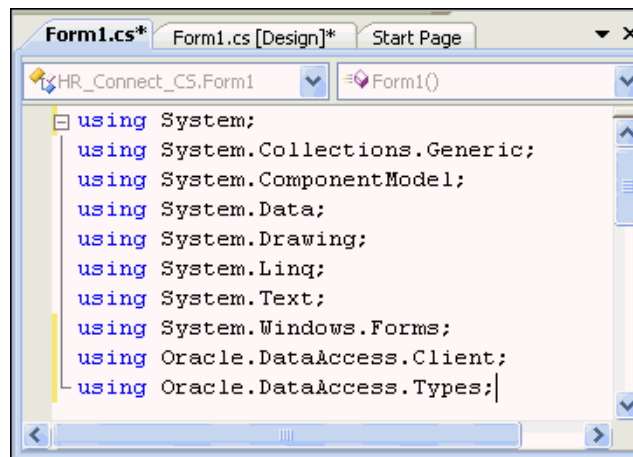 Form1.cs* Form1.cs [Design]* Start Page
HR_Connect_CS.Form1 Form1()
using System;
using System.Collections.Generic;
using System.ComponentModel;
using System.Data;
using System.Drawing;
using System.Linq;
using System.Text;
using System.Windows.Forms;
using Oracle.DataAccess.Client;
using Oracle.DataAccess.Types;